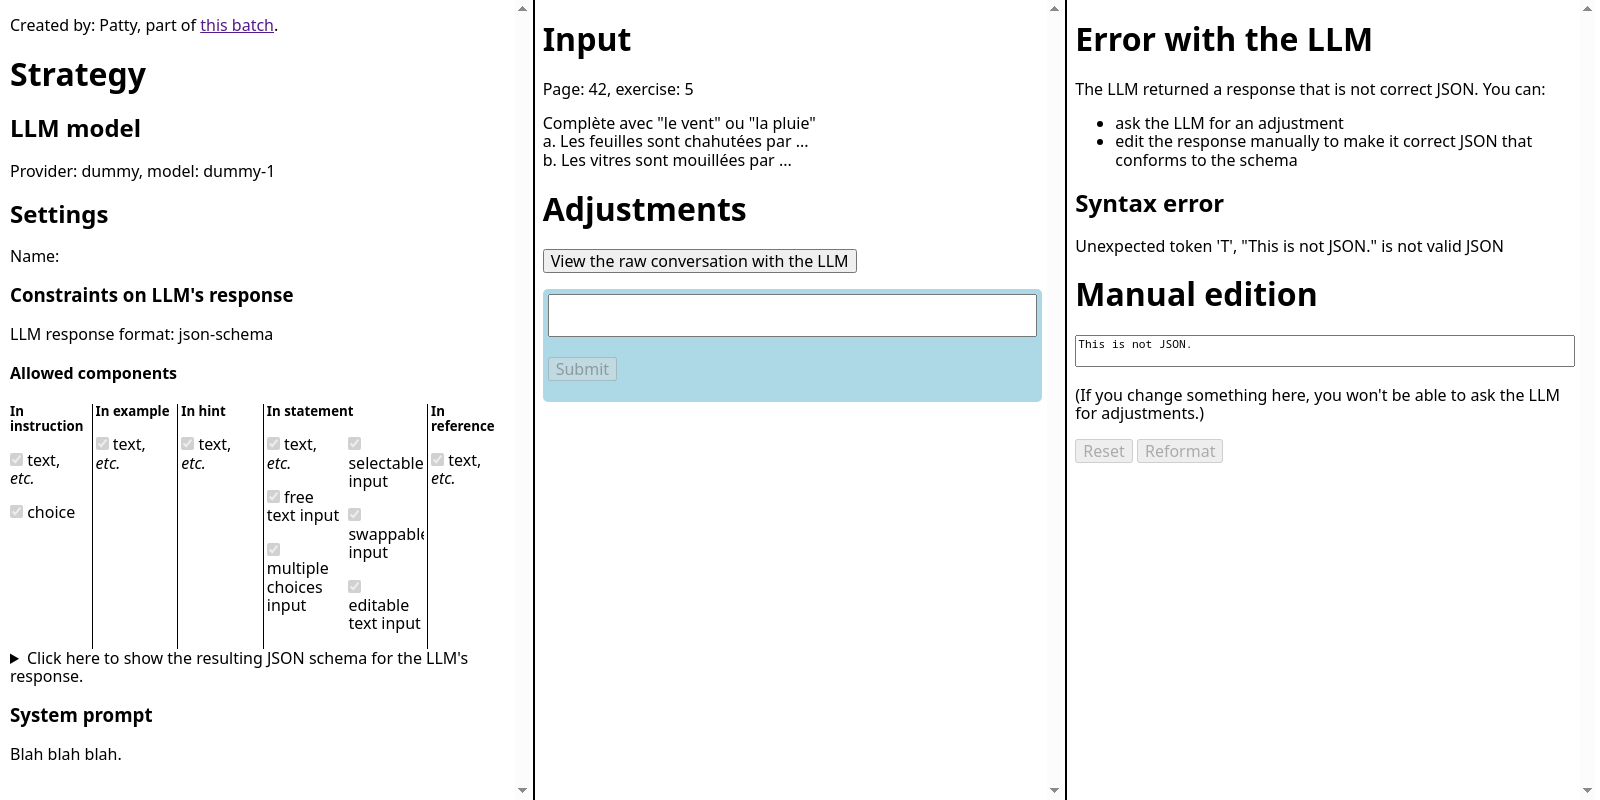 Created by: Patty, part of this batch.
Strategy
LLM model
Provider: dummy, model: dummy-1
Settings
Name:
Constraints on LLM's response
LLM response format: json-schema
Allowed components
In
instruction
text,
etc.
choice
In example
text,
etc.
In hint
text,
etc.
In statement
text,
etc.
free
text input
multiple
choices
input
selectable
input
swappable
input
editable
text input
In
reference
text,
etc.
Click here to show the resulting JSON schema for the LLM's
response.
System prompt
Blah blah blah.
Input
Page: 42, exercise: 5
Complète avec "le vent" ou "la pluie"
a. Les feuilles sont chahutées par ...
b. Les vitres sont mouillées par ...
Adjustments
View the raw conversation with the LLM
Submit
Error with the LLM
The LLM returned a response that is not correct JSON. You can:
ask the LLM for an adjustment
edit the response manually to make it correct JSON that
conforms to the schema
Syntax error
Unexpected token 'T', "This is not JSON." is not valid JSON
Manual edition
This is not JSON.
(If you change something here, you won't be able to ask the LLM
for adjustments.)
Reset Reformat